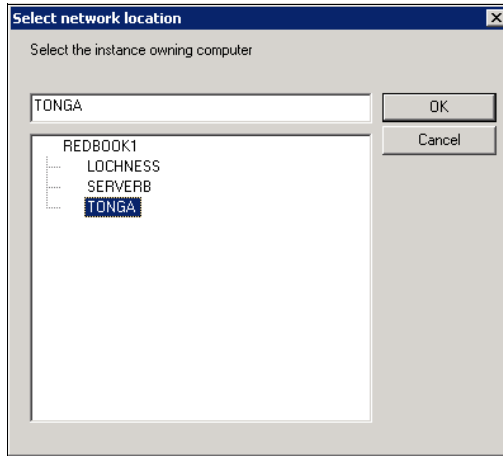 Select network location
Select the instance owning computer
TONGA
OK
Cancel
REDBOOK1
LOCHNESS
SERVERB
TONGA